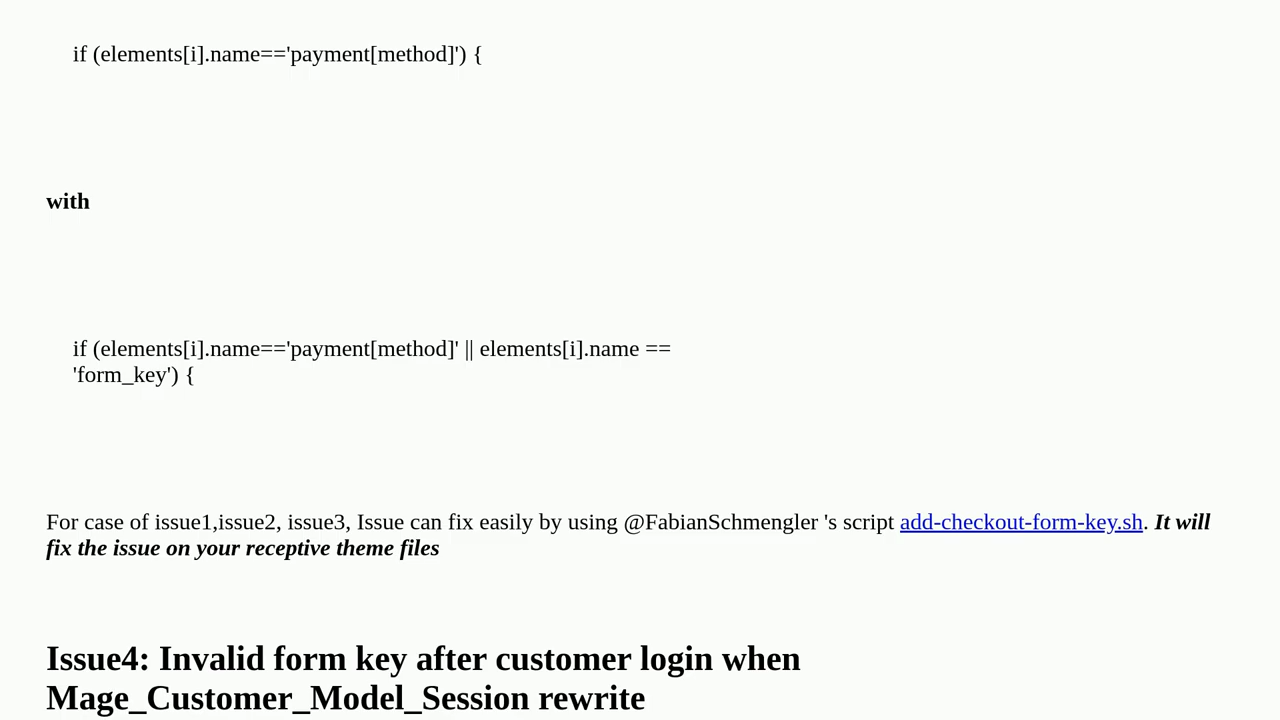 if (elements[i].name=='payment[method]') {
with
if (elements[i].name=='payment[method]' || elements[i].name ==
'form_key') {
For case of issue1,issue2, issue3, Issue can fix easily by using @FabianSchmengler 's script add-checkout-form-key.sh. It will
fix the issue on your receptive theme files
Issue4: Invalid form key after customer login when
Mage_Customer_Model_Session rewrite